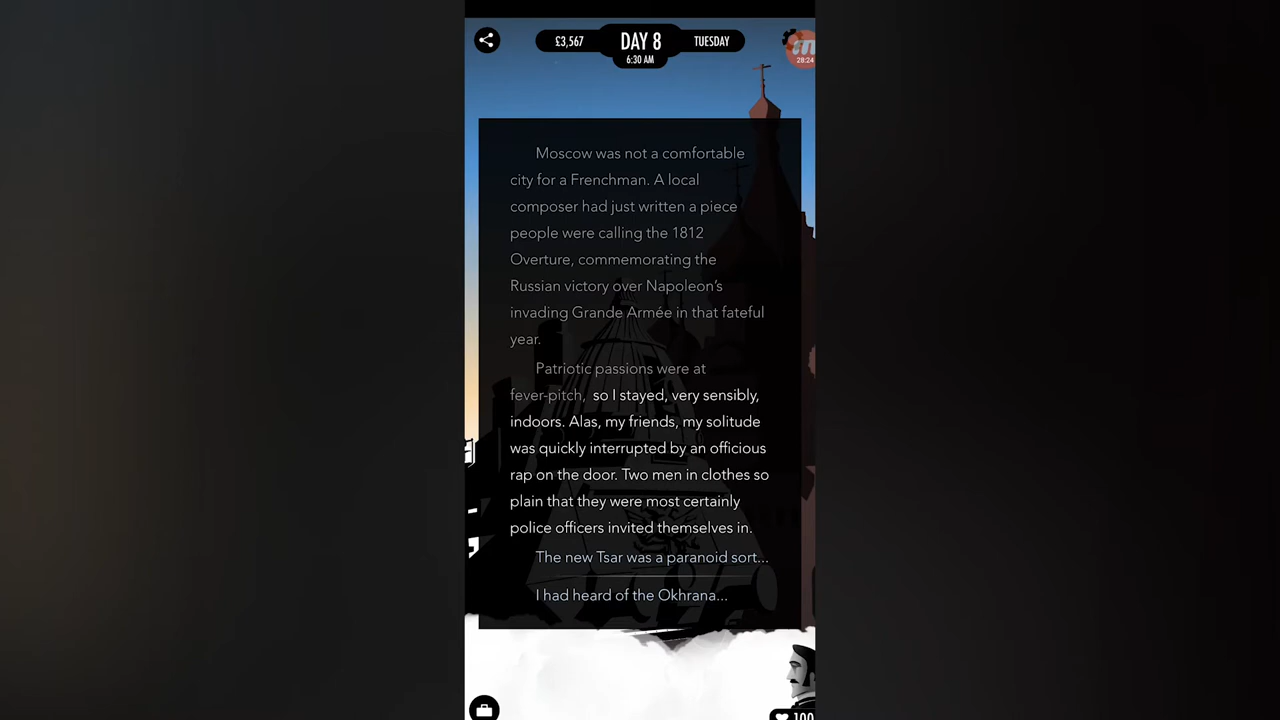 £3,567
DAY 8
TUESDAY
6:30 AM
28:24
Moscow was not a comfortable
city for a Frenchman. A local
composer had just written a piece
people were calling the 1812
Overture, commemorating the
Russian victory over Napoleon's
invading Grande Armée in that fateful
year.
Patriotic passions were at
fever-pitch, so I stayed, very sensibly,
indoors. Alas, my friends, my solitude
was quickly interrupted by an officious
rap on the door. Two men in clothes so
plain that they were most certainly
police officers invited themselves in.
The new Tsar was a paranoid sort...
I had heard of the Okhrana...
100